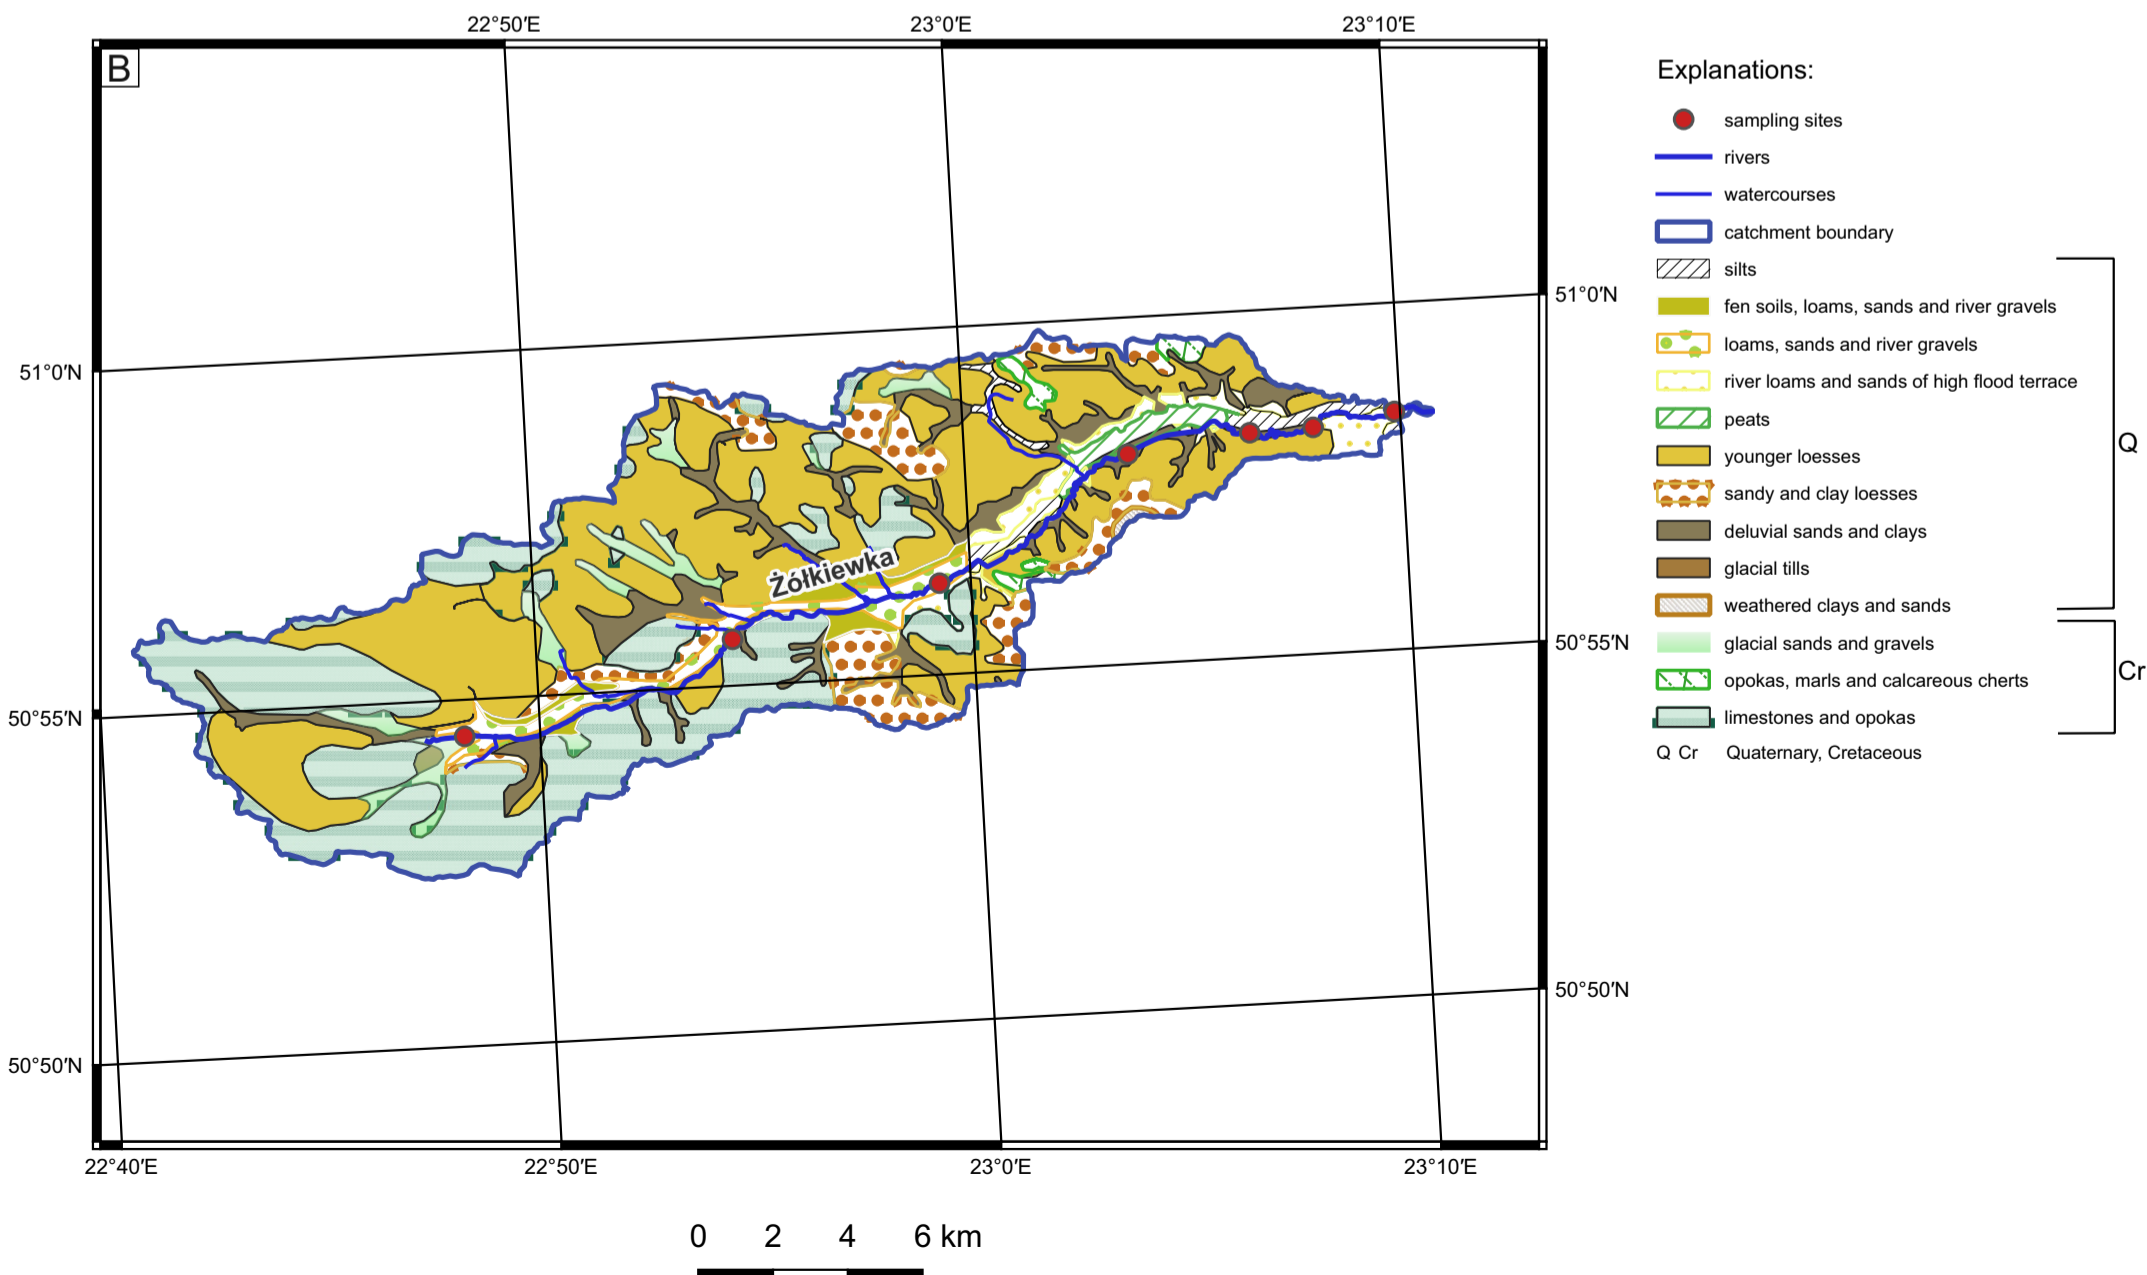 22°50′E 23°0′E 23°10′E
B
Explanations:
sampling sites
rivers
watercourses
catchment boundary
silts
fen soils, loams, sands and river gravels
loams, sands and river gravels
river loams and sands of high flood terrace
peats
younger loesses
sandy and clay loesses
deluvial sands and clays
glacial tills
weathered clays and sands
glacial sands and gravels
opokas, marls and calcareous cherts
limestones and opokas
Q Cr Quaternary, Cretaceous
Q
Cr
51°0′N
51°0′N
Żółkiewka
50°55′N
50°55′N
50°50′N
50°50′N
22°40′E 22°50′E 23°0′E 23°10′E
0 2 4 6 km